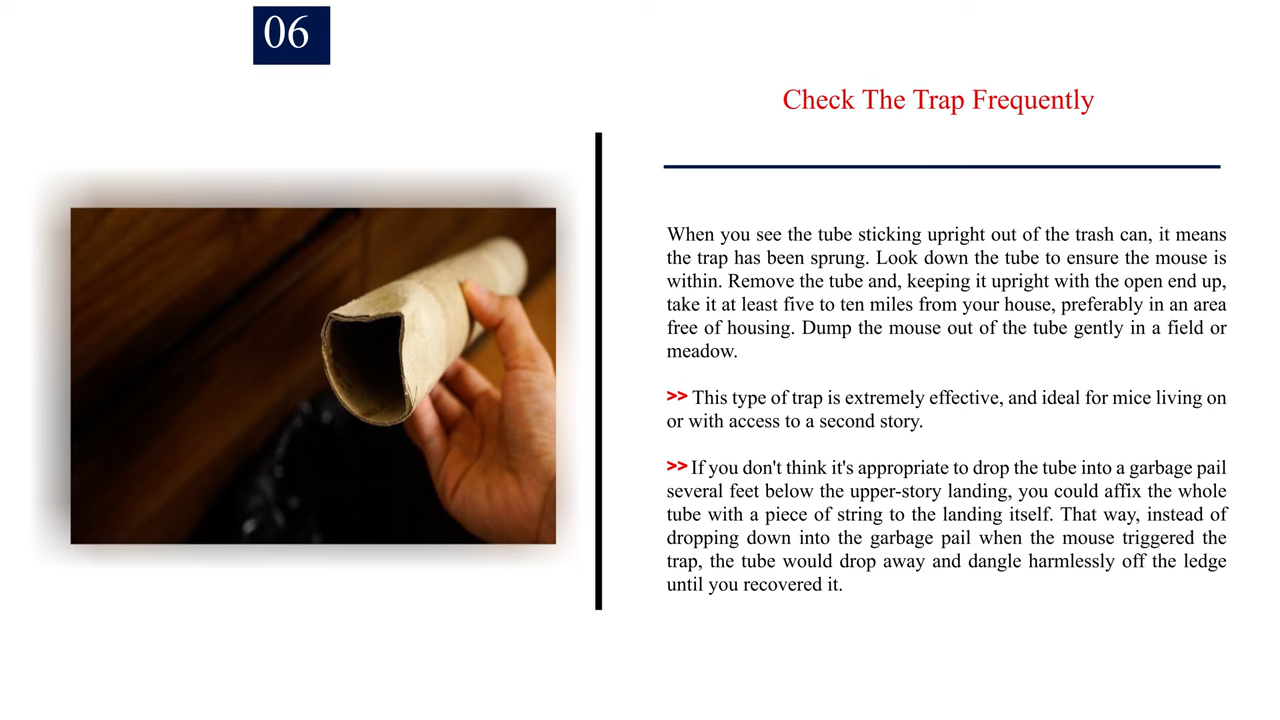 06
Check The Trap Frequently
When you see the tube sticking upright out of the trash can, it means
the trap has been sprung. Look down the tube to ensure the mouse is
within. Remove the tube and, keeping it upright with the open end up,
take it at least five to ten miles from your house, preferably in an area
free of housing. Dump the mouse out of the tube gently in a field or
meadow.
>> This type of trap is extremely effective, and ideal for mice living on
or with access to a second story.
>> If you don't think it's appropriate to drop the tube into a garbage pail
several feet below the upper-story landing, you could affix the whole
tube with a piece of string to the landing itself. That way, instead of
dropping down into the garbage pail when the mouse triggered the
trap, the tube would drop away and dangle harmlessly off the ledge
until you recovered it.